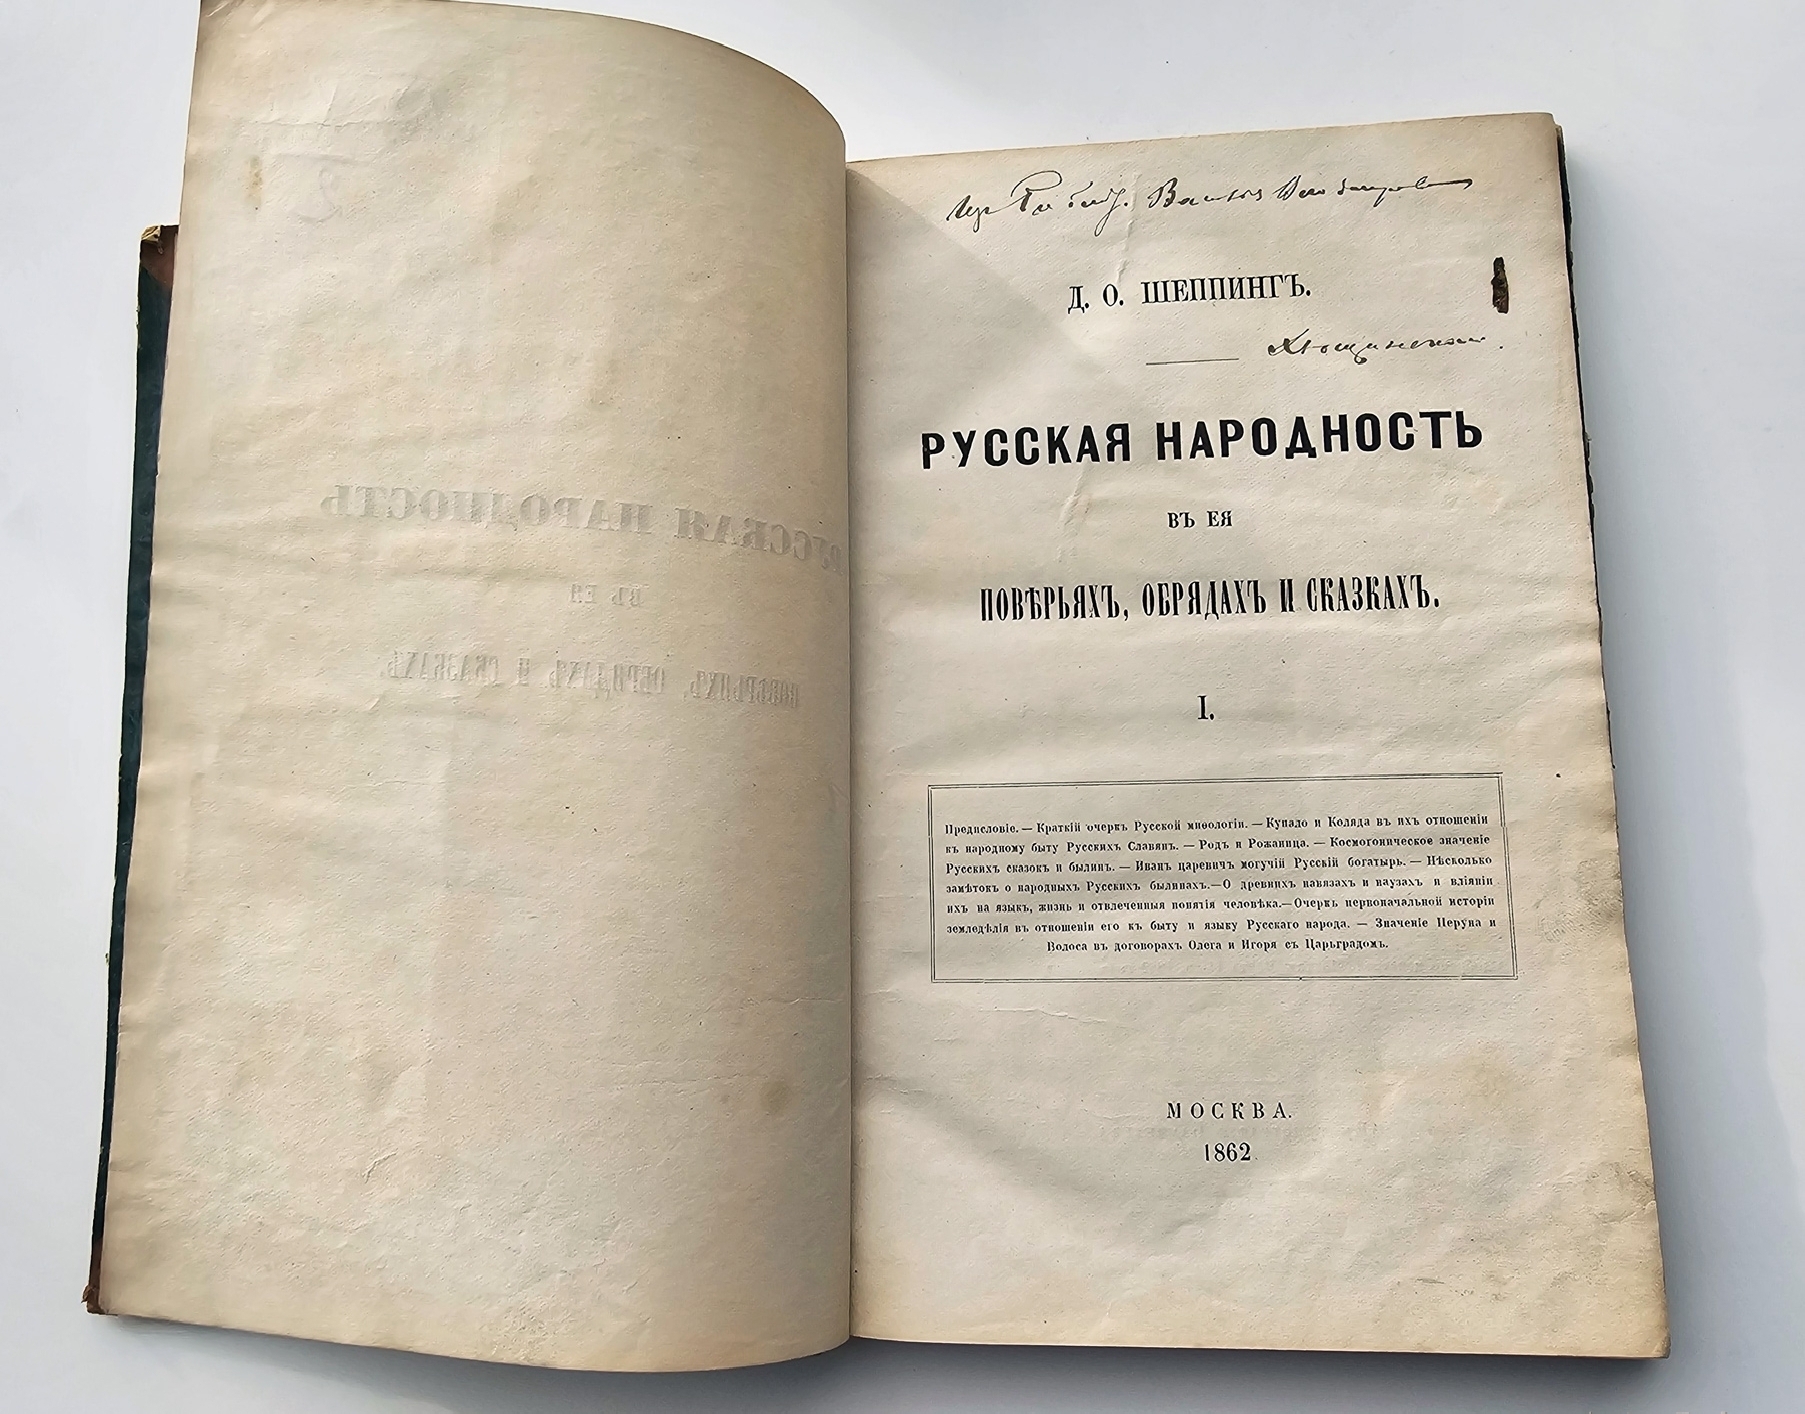 Д. О. ШЕППИНГЪ.
РУССКАЯ НАРОДНОСТЬ
ВЪ ЕЯ
ПОВѢРЬЯХЪ, ОБРЯДАХЪ И СКАЗКАХЪ.
I.
Предисловіе. — Краткій очеркъ Русской миѳологіи. — Купало и Коляда въ ихъ отношеніи
къ народному быту Русскихъ Славянъ. — Родъ и Рожаница. — Космогоническое значеніе
Русскихъ сказокъ и былинъ. — Иванъ царевичъ могучій Русскій богатырь. — Нѣсколько
замѣтокъ о народныхъ Русскихъ былинахъ. — О древнихъ навязахъ и наузахъ и вліяніи
ихъ на языкъ, жизнь и отвлеченныя понятія человѣка. — Очеркъ первоначальной исторіи
земледѣлія въ отношеніи его къ быту и языку Русскаго народа. — Значеніе Перуна и
Волоса въ договорахъ Олега и Игоря съ Царьградомъ.
МОСКВА.
1862